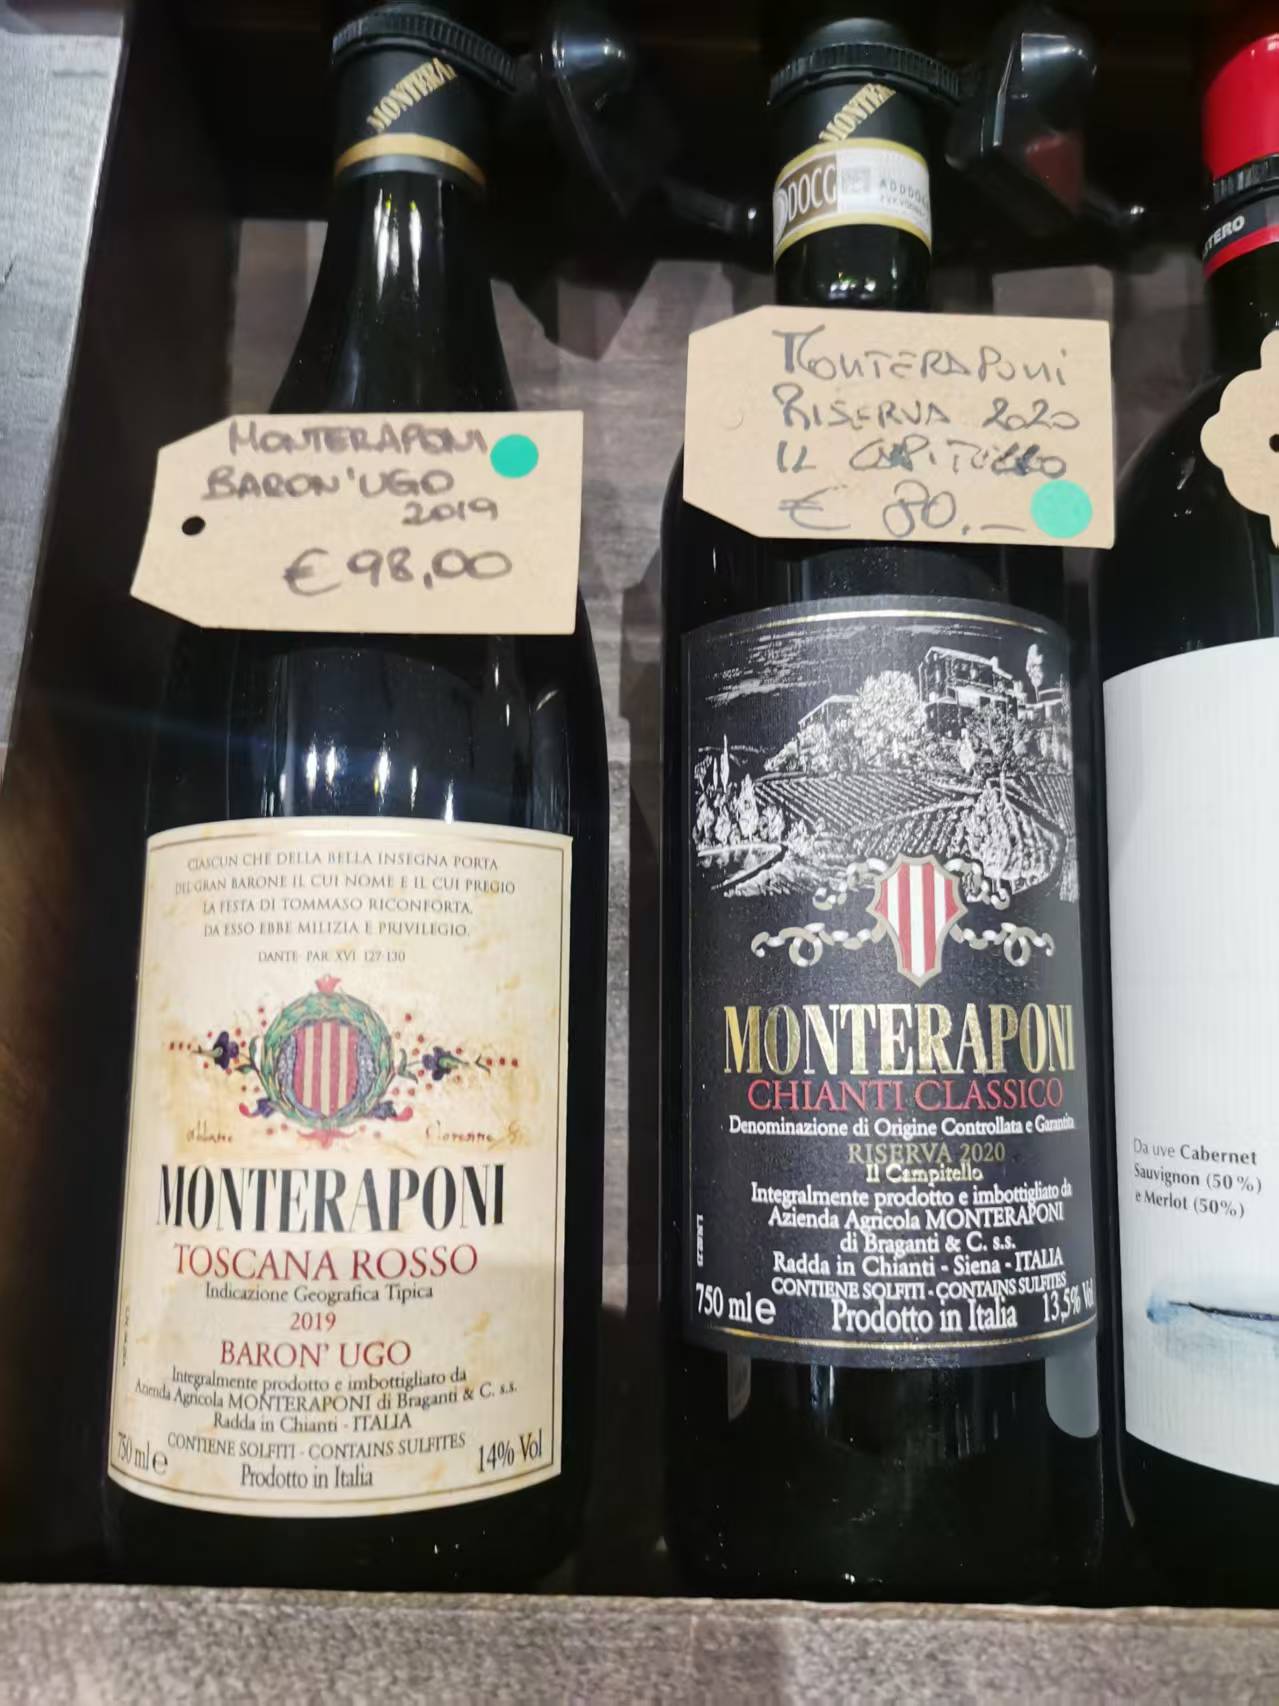 MONTERA
MONTERAPONI
BARON'UGO
2019
€98,00
CIASCUN CHE DELLA BELLA INSEGNA PORTA
DEL GRAN BARONE IL CUI NOME E IL CUI PREGIO
LA FESTA DI TOMMASO RICONFORTA,
DA ESSO EBBE MILIZIA E PRIVILEGIO.
DANTE- PAR. XVI 127-130
MONTERAPONI
TOSCANA ROSSO
Indicazione Geografica Tipica
2019
BARON' UGO
Integralmente prodotto e imbottigliato da
Azienda Agricola MONTERAPONI di Braganti & C. s.s.
Radda in Chianti - ITALIA
CONTIENE SOLFITI - CONTAINS SULFITES
750 ml e Prodotto in Italia 14% Vol
MONTE
DOCG
MONTERAPONI
RISERVA 2020
€ 80.-
MONTERAPONI
CHIANTI CLASSICO
Denominazione di Origine Controllata e Garantita
RISERVA 2020
Il Campitello
Integralmente prodotto e imbottigliato da
Azienda Agricola MONTERAPONI
di Braganti & C. s.s.
Radda in Chianti - Siena - ITALIA
CONTIENE SOLFITI - CONTAINS SULFITES
750 ml e Prodotto in Italia 13,5% Vol
STERO
Da uve Cabernet
Sauvignon (50%)
e Merlot (50%)